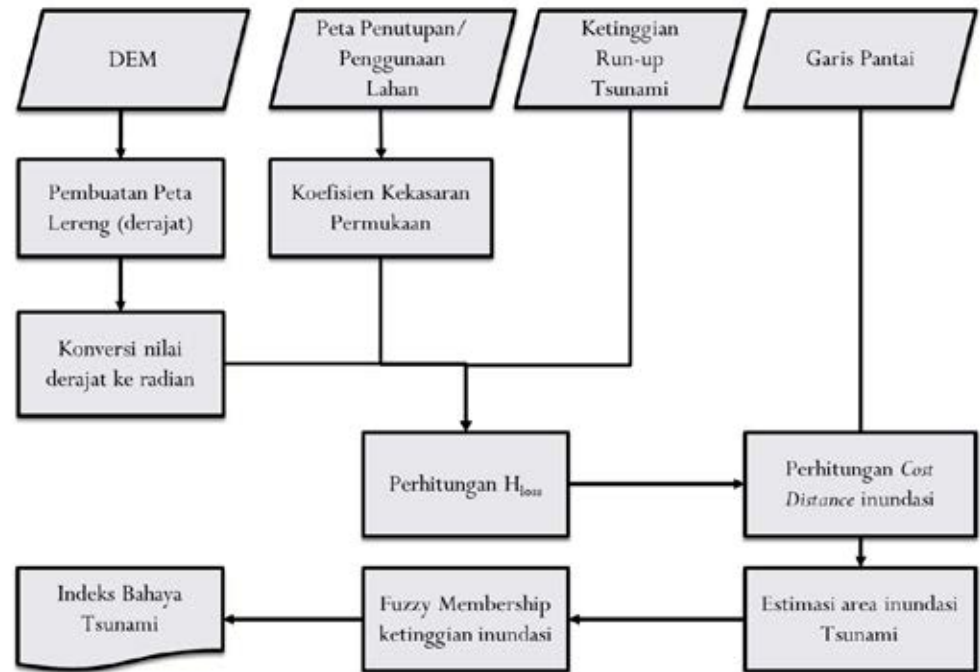 DEM
Peta Penutupan/
Penggunaan
Lahan
Ketinggian
Run-up
Tsunami
Garis Pantai
Pembuatan Peta
Lereng (derajat)
Koefisien Kekasaran
Permukaan
Konversi nilai
derajat ke radian
Perhitungan Hloss
Perhitungan Cost
Distance inundasi
Indeks Bahaya
Tsunami
Fuzzy Membership
ketinggian inundasi
Estimasi area inundasi
Tsunami